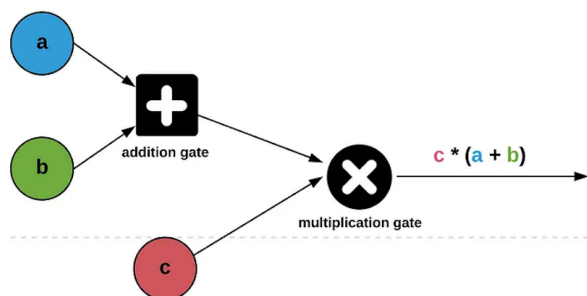 a
b
addition gate
c * (a + b)
multiplication gate
c